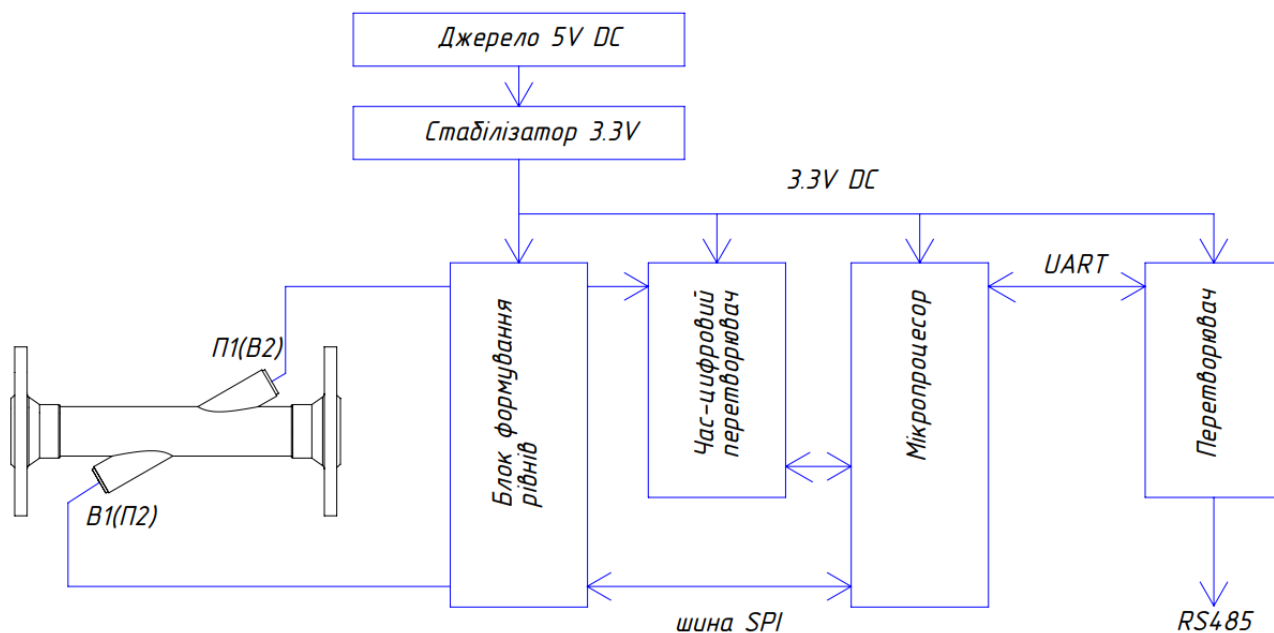 Джерело 5V DC
Стабілізатор 3.3V
3.3V DC
UART
П1(В2)
В1(П2)
Блок формування
рівнів
Час-цифровий
перетворювач
Мікропроцесор
Перетворювач
шина SPI
RS485